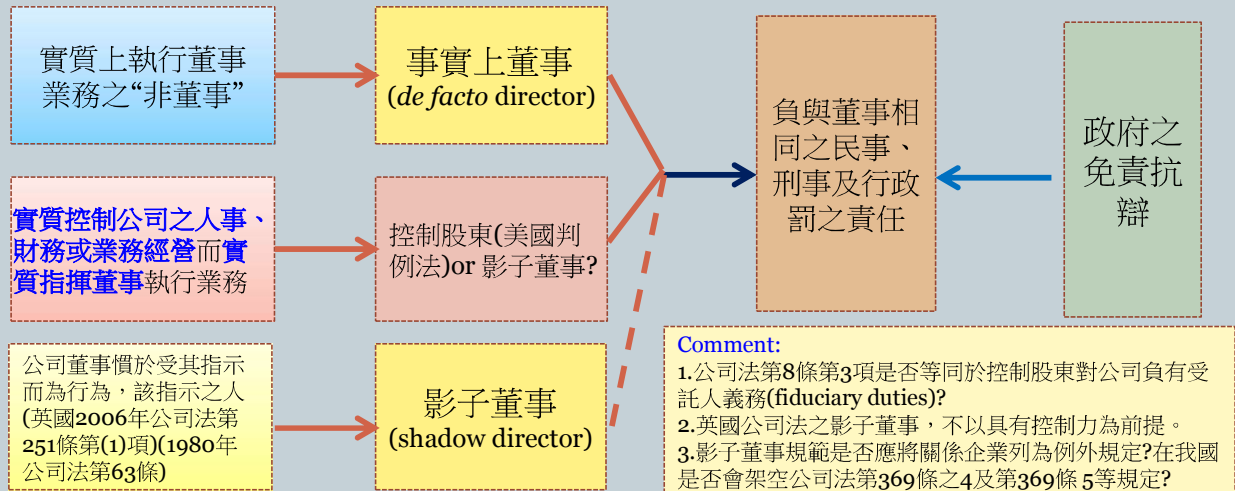 實質上執行董事
業務之“非董事”
事實上董事
(de facto director)
負與董事相
同之民事、
刑事及行政
罰之責任
政府之
免責抗
辯
實質控制公司之人事、
財務或業務經營而實
質指揮董事執行業務
控制股東(美國判
例法)or 影子董事?
公司董事慣於受其指示
而為行為，該指示之人
(英國2006年公司法第
251條第(1)項)(1980年
公司法第63條)
影子董事
(shadow director)
Comment:
1.公司法第8條第3項是否等同於控制股東對公司負有受
託人義務(fiduciary duties)?
2.英國公司法之影子董事，不以具有控制力為前提。
3.影子董事規範是否應將關係企業列為例外規定?在我國
是否會架空公司法第369條之4及第369條 5等規定?